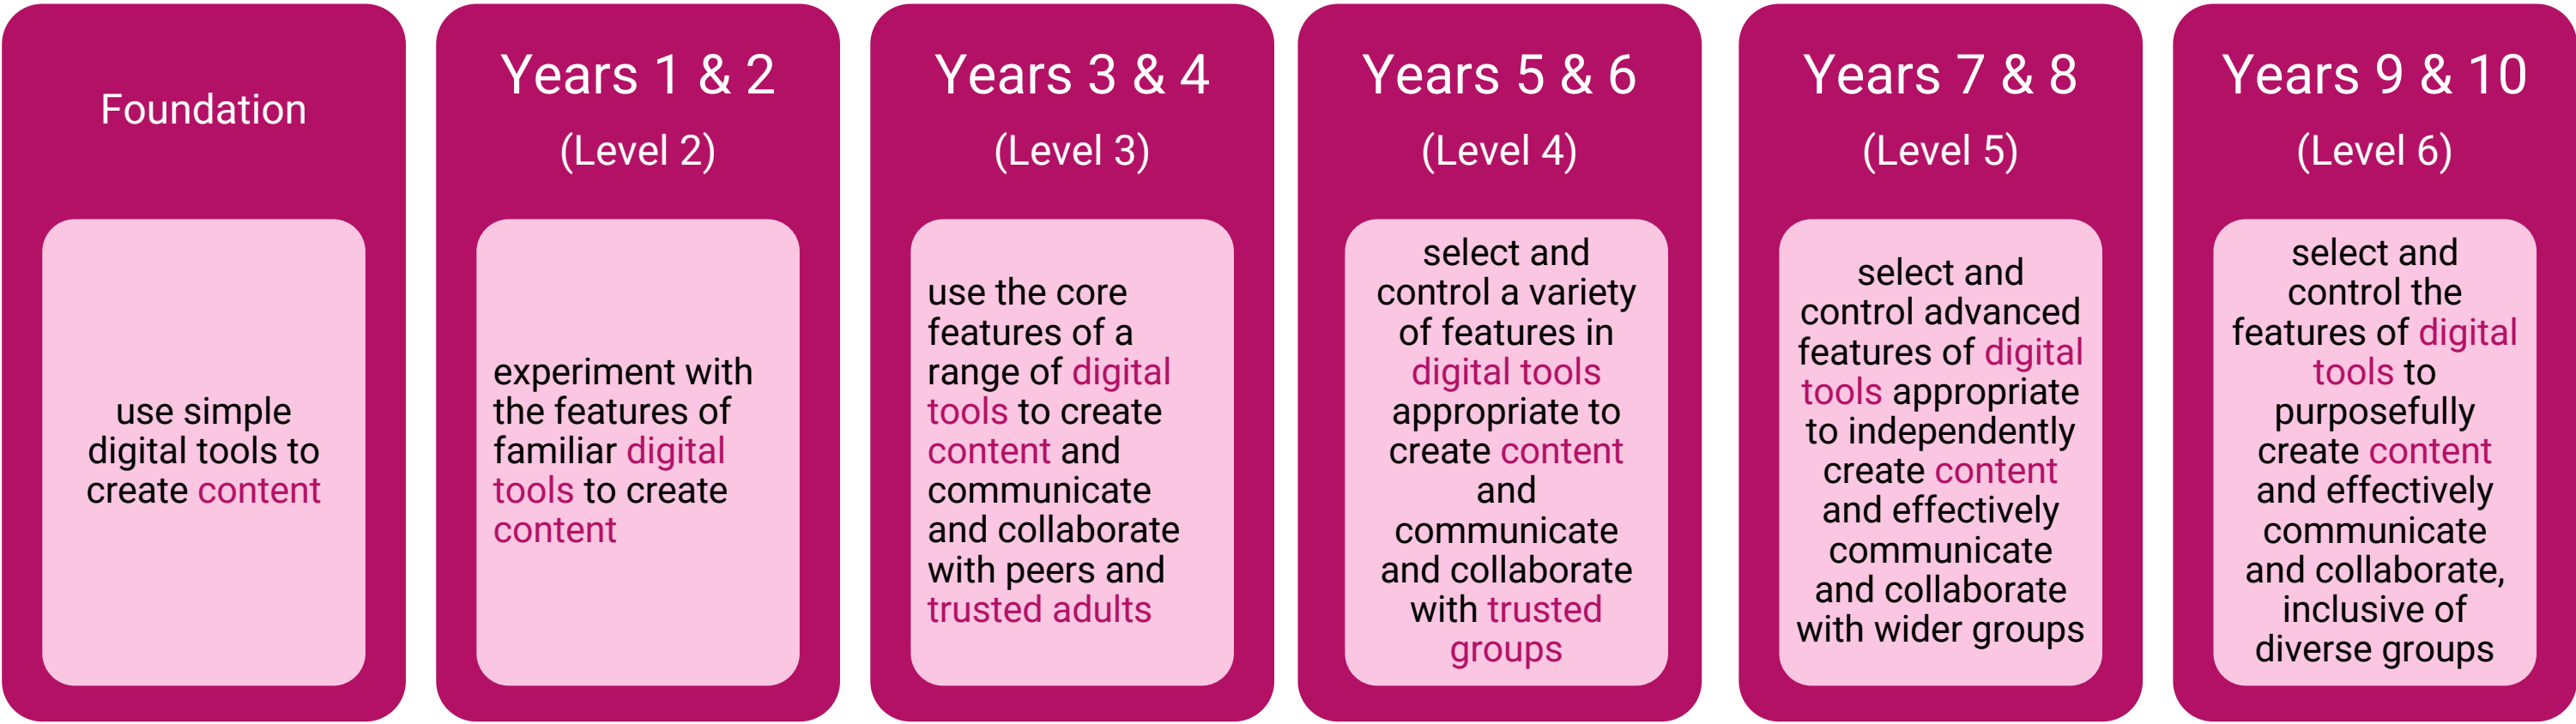 Foundation
use simple
digital tools to
create content
Years 1 & 2
(Level 2)
experiment with
the features of
familiar digital
tools to create
content
Years 3 & 4
(Level 3)
use the core
features of a
range of digital
tools to create
content and
communicate
and collaborate
with peers and
trusted adults
Years 5 & 6
(Level 4)
select and
control a variety
of features in
digital tools
appropriate to
create content
and
communicate
and collaborate
with trusted
groups
Years 7 & 8
(Level 5)
select and
control advanced
features of digital
tools appropriate
to independently
create content
and effectively
communicate
and collaborate
with wider groups
Years 9 & 10
(Level 6)
select and
control the
features of digital
tools to
purposefully
create content
and effectively
communicate
and collaborate,
inclusive of
diverse groups